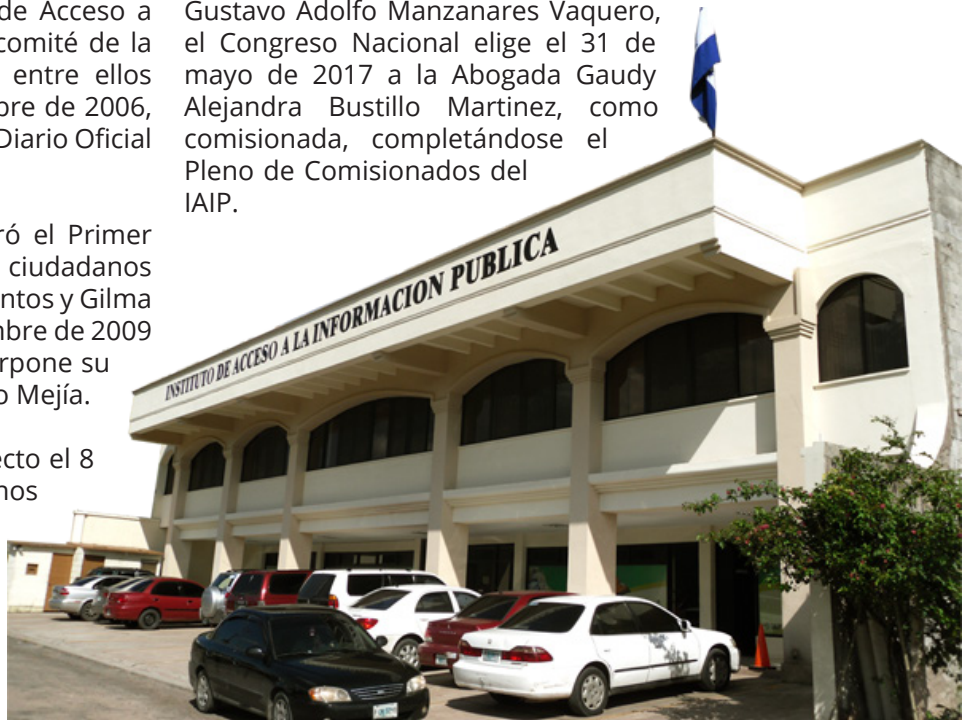 de Acceso a
comité de la
entre ellos
bre de 2006,
Diario Oficial
ró el Primer
ciudadanos
ntos y Gilma
mbre de 2009
rpone su
o Mejía.
ecto el 8
nos
Gustavo Adolfo Manzanares Vaquero,
el Congreso Nacional elige el 31 de
mayo de 2017 a la Abogada Gaudy
Alejandra Bustillo Martinez, como
comisionada, completándose el
Pleno de Comisionados del
IAIP.
INSTITUTO DE ACCESO A LA INFORMACION PUBLICA